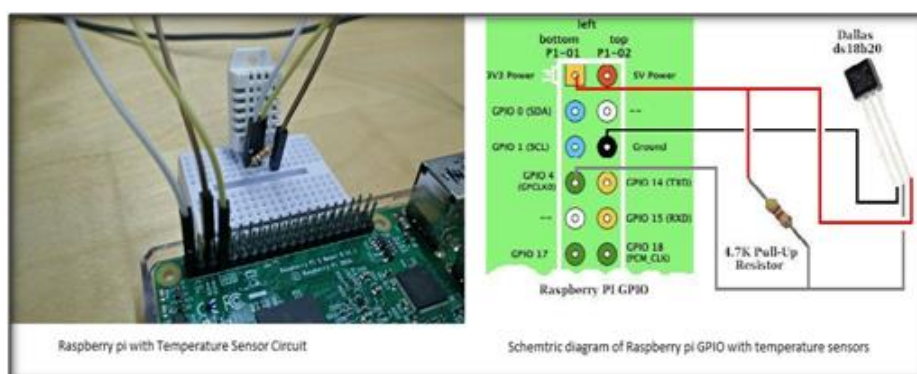 left
bottom top
P1-01 P1-02
3V3 Power 5V Power
GPIO 0 (SDA) --
GPIO 1 (SCL) Ground
GPIO 4 GPIO 14 (TXD)
(GPCLK0)
-- GPIO 15 (RXD)
GPIO 17 GPIO 18
(PCM_CLK)
Raspberry PI GPIO
Dallas
ds18b20
4.7K Pull-Up
Resistor
Raspberry pi with Temperature Sensor Circuit
Schemtric diagram of Raspberry pi GPIO with temperature sensors